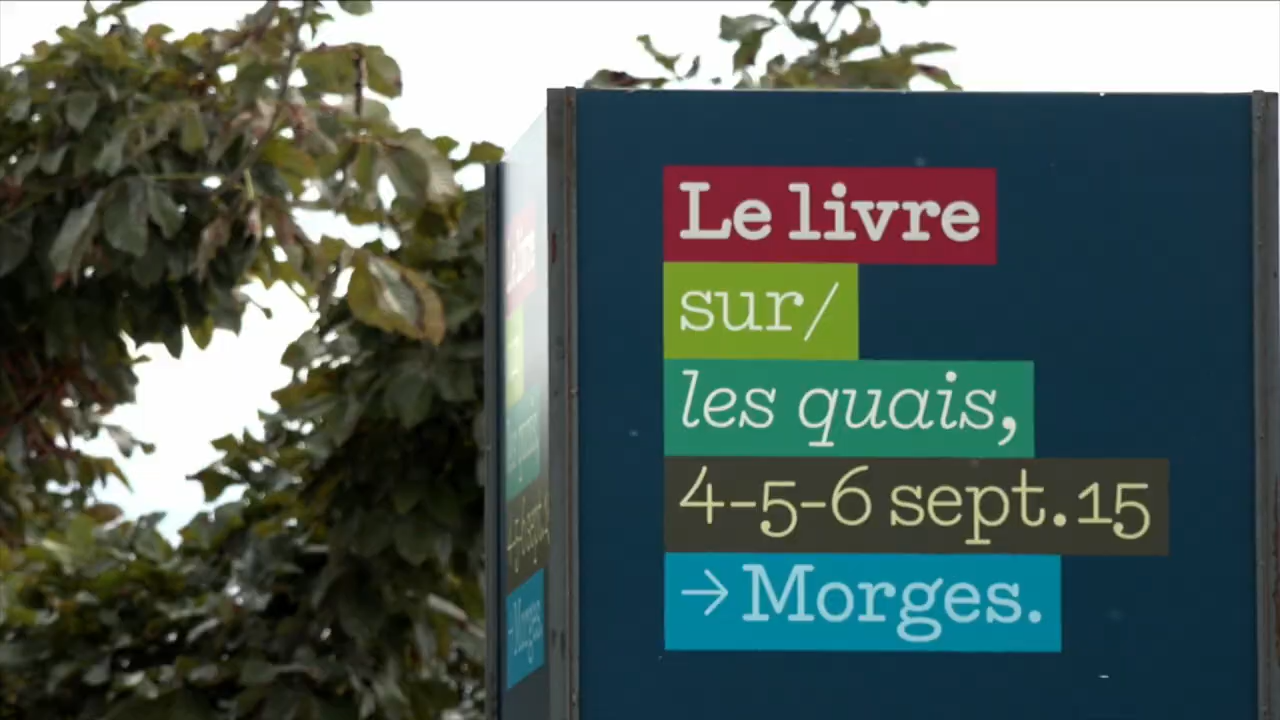 Le livre
sur/
les quais,
4-5-6 sept.15
→ Morges.